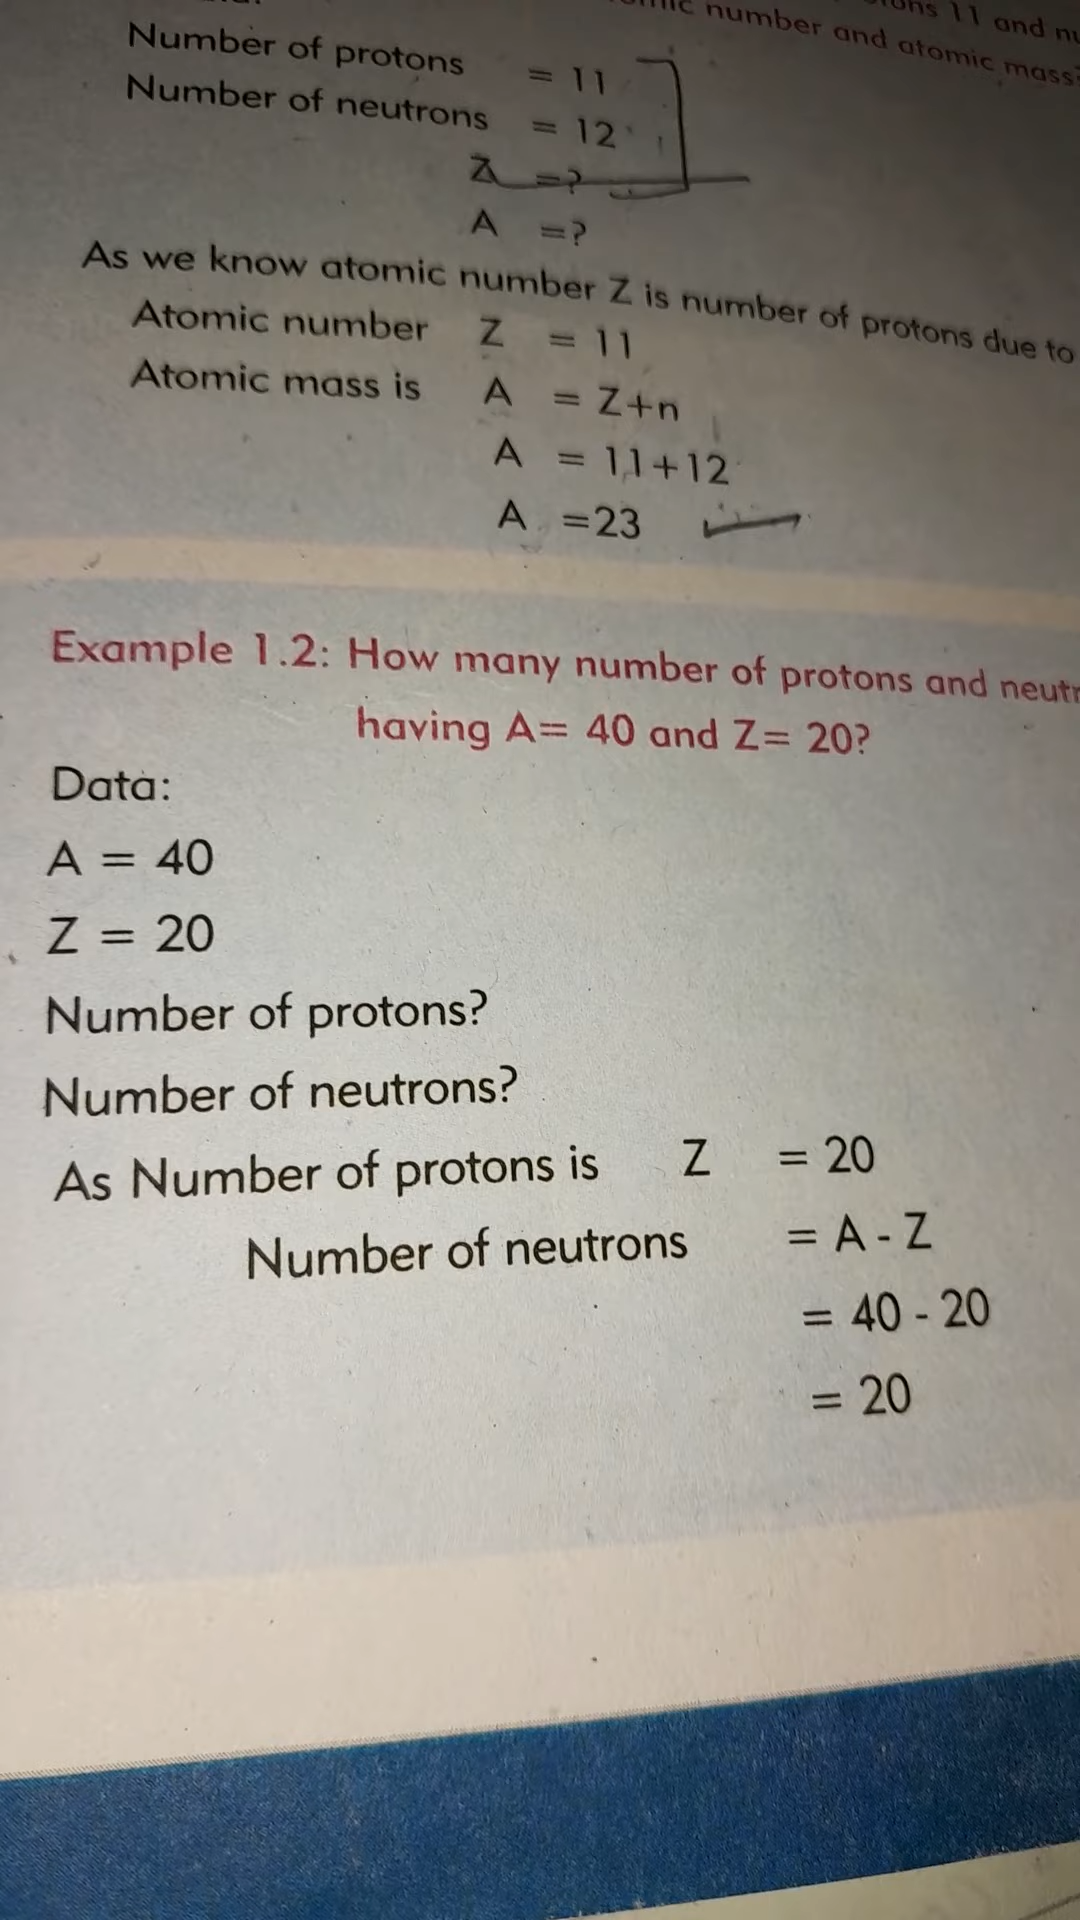 11 and
number and atomic mass
Number of protons = 11
Number of neutrons = 12
Z =?
A =?
As we know atomic number Z is number of protons due to
Atomic number Z = 11
Atomic mass is A = Z+n
A = 11+12
A =23
Example 1.2: How many number of protons and
having A= 40 and Z= 20?
Data:
A = 40
Z = 20
Number of protons?
Number of neutrons?
As Number of protons is Z = 20
Number of neutrons = A - Z
= 40 - 20
= 20